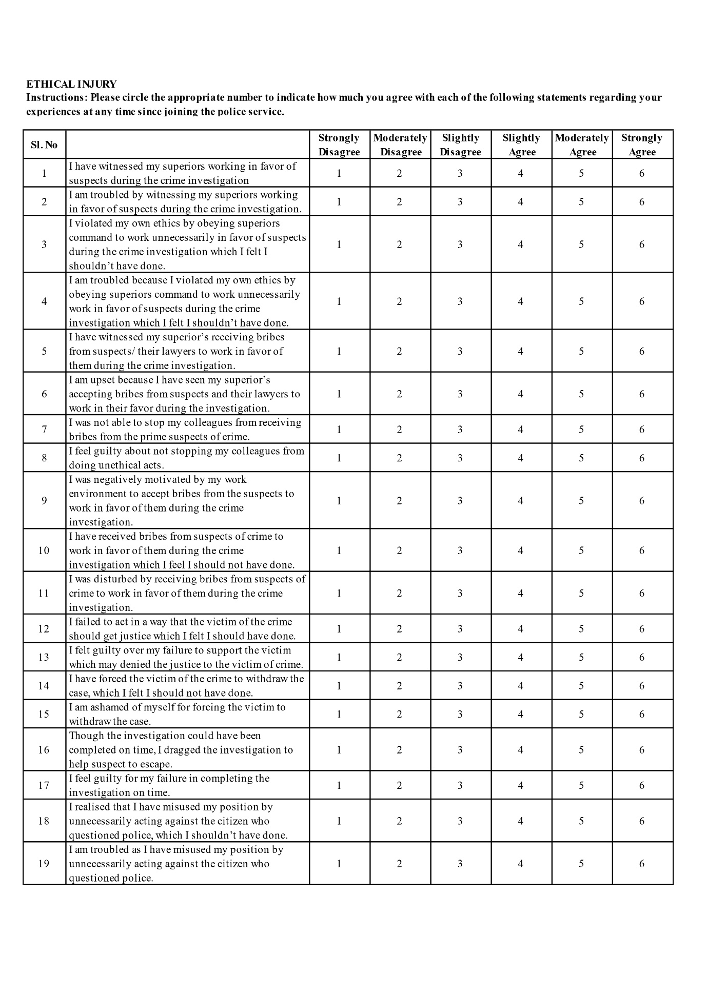 ETHICAL INJURY
Instructions: Please circle the appropriate number to indicate how much you agree with each of the following statements regarding your
experiences at any time since joining the police service.
Sl. No Strongly Disagree Moderately Disagree Slightly Disagree Slightly Agree Moderately Agree Strongly Agree
1 I have witnessed my superiors working in favor of
suspects during the crime investigation 1 2 3 4 5 6
2 I am troubled by witnessing my superiors working
in favor of suspects during the crime investigation. 1 2 3 4 5 6
3 I violated my own ethics by obeying superiors
command to work unnecessarily in favor of suspects
during the crime investigation which I felt I
shouldn’t have done. 1 2 3 4 5 6
4 I am troubled because I violated my own ethics by
obeying superiors command to work unnecessarily
work in favor of suspects during the crime
investigation which I felt I shouldn’t have done. 1 2 3 4 5 6
5 I have witnessed my superior’s receiving bribes
from suspects/ their lawyers to work in favor of
them during the crime investigation. 1 2 3 4 5 6
6 I am upset because I have seen my superior’s
accepting bribes from suspects and their lawyers to
work in their favor during the investigation. 1 2 3 4 5 6
7 I was not able to stop my colleagues from receiving
bribes from the prime suspects of crime. 1 2 3 4 5 6
8 I feel guilty about not stopping my colleagues from
doing unethical acts. 1 2 3 4 5 6
9 I was negatively motivated by my work
environment to accept bribes from the suspects to
work in favor of them during the crime
investigation. 1 2 3 4 5 6
10 I have received bribes from suspects of crime to
work in favor of them during the crime
investigation which I feel I should not have done. 1 2 3 4 5 6
11 I was disturbed by receiving bribes from suspects of
crime to work in favor of them during the crime
investigation. 1 2 3 4 5 6
12 I failed to act in a way that the victim of the crime
should get justice which I felt I should have done. 1 2 3 4 5 6
13 I felt guilty over my failure to support the victim
which may denied the justice to the victim of crime. 1 2 3 4 5 6
14 I have forced the victim of the crime to withdraw the
case, which I felt I should not have done. 1 2 3 4 5 6
15 I am ashamed of myself for forcing the victim to
withdraw the case. 1 2 3 4 5 6
16 Though the investigation could have been
completed on time, I dragged the investigation to
help suspect to escape. 1 2 3 4 5 6
17 I feel guilty for my failure in completing the
investigation on time. 1 2 3 4 5 6
18 I realised that I have misused my position by
unnecessarily acting against the citizen who
questioned police, which I shouldn’t have done. 1 2 3 4 5 6
19 I am troubled as I have misused my position by
unnecessarily acting against the citizen who
questioned police. 1 2 3 4 5 6